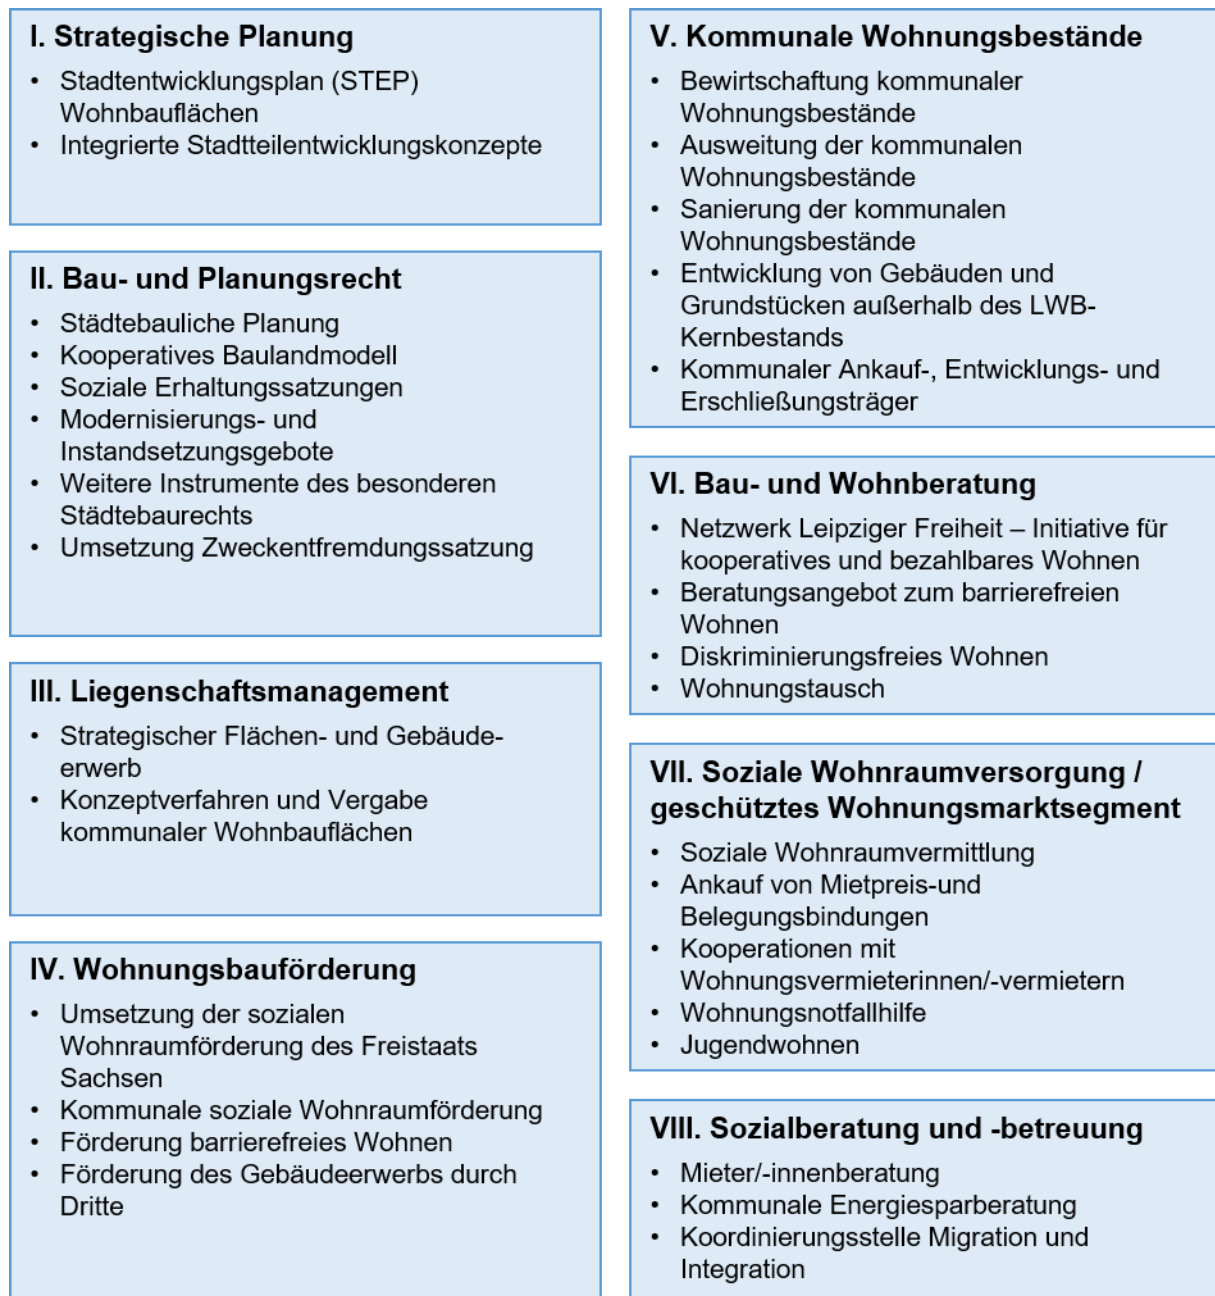 I. Strategische Planung
• Stadtentwicklungsplan (STEP)
Wohnbauflächen
• Integrierte Stadtteilentwicklungskonzepte
II. Bau- und Planungsrecht
• Städtebauliche Planung
• Kooperatives Baulandmodell
• Soziale Erhaltungssatzungen
• Modernisierungs- und
Instandsetzungsgebote
• Weitere Instrumente des besonderen
Städtebaurechts
• Umsetzung Zweckentfremdungssatzung
III. Liegenschaftsmanagement
• Strategischer Flächen- und Gebäude-
erwerb
• Konzeptverfahren und Vergabe
kommunaler Wohnbauflächen
IV. Wohnungsbauförderung
• Umsetzung der sozialen
Wohnraumförderung des Freistaats
Sachsen
• Kommunale soziale Wohnraumförderung
• Förderung barrierefreies Wohnen
• Förderung des Gebäudeerwerbs durch
Dritte
V. Kommunale Wohnungsbestände
• Bewirtschaftung kommunaler
Wohnungsbestände
• Ausweitung der kommunalen
Wohnungsbestände
• Sanierung der kommunalen
Wohnungsbestände
• Entwicklung von Gebäuden und
Grundstücken außerhalb des LWB-
Kernbestands
• Kommunaler Ankauf-, Entwicklungs- und
Erschließungsträger
VI. Bau- und Wohnberatung
• Netzwerk Leipziger Freiheit – Initiative für
kooperatives und bezahlbares Wohnen
• Beratungsangebot zum barrierefreien
Wohnen
• Diskriminierungsfreies Wohnen
• Wohnungstausch
VII. Soziale Wohnraumversorgung /
geschütztes Wohnungsmarktsegment
• Soziale Wohnraumvermittlung
• Ankauf von Mietpreis-und
Belegungsbindungen
• Kooperationen mit
Wohnungsvermieterinnen/-vermietern
• Wohnungsnotfallhilfe
• Jugendwohnen
VIII. Sozialberatung und -betreuung
• Mieter/-innenberatung
• Kommunale Energiesparberatung
• Koordinierungsstelle Migration und
Integration